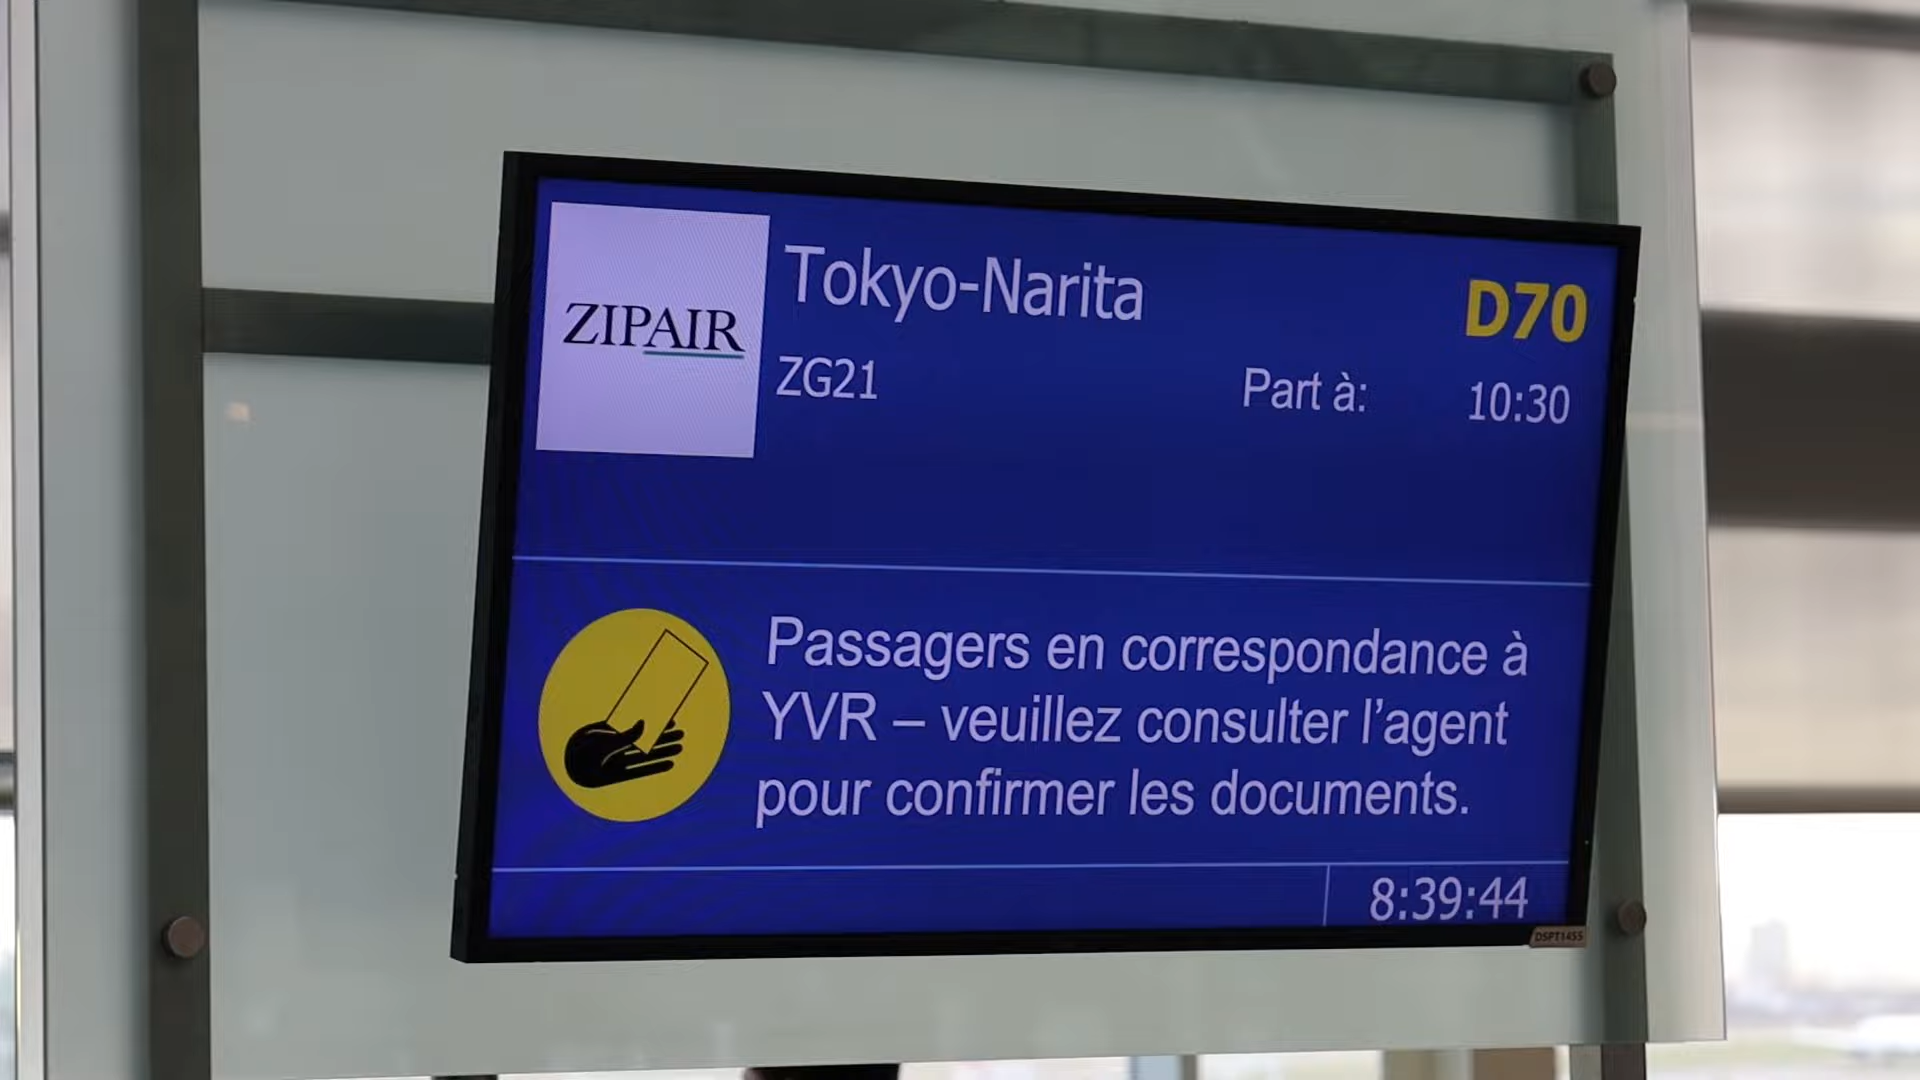 ZIPAIR
Tokyo-Narita
D70
ZG21
Part à:
10:30
Passagers en correspondance à
YVR – veuillez consulter l'agent
pour confirmer les documents.
8:39:44
DSPT1455